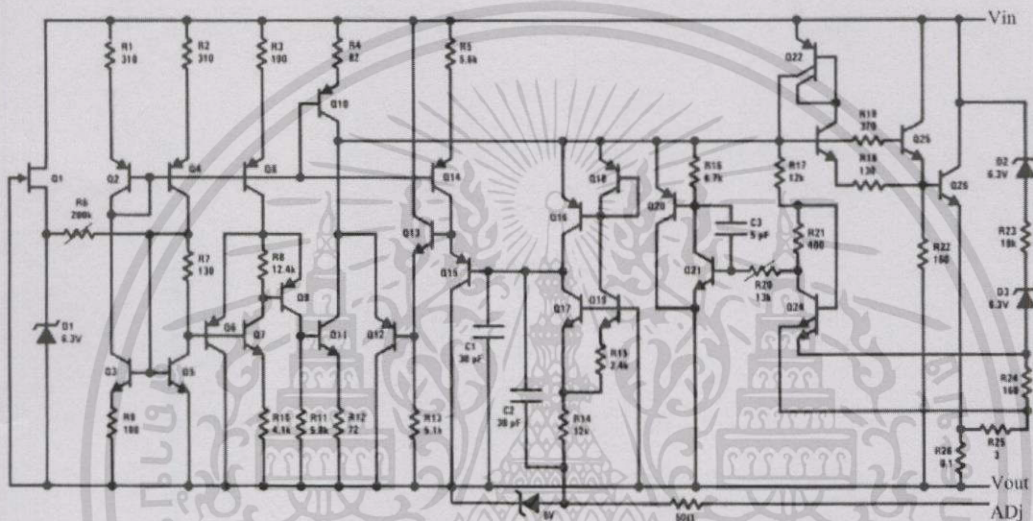 Vin
R1
310
R2
310
R3
190
R4
82
R5
5.6k
Q10
Q22
R19
370
R18
130
Q25
Q26
D2
6.3V
R23
18k
D3
6.3V
Q1
R6
200k
Q2
Q4
Q14
Q13
Q16
Q18
Q20
R16
6.7k
R17
12k
C3
5 pF
R21
400
R20
13k
Q24
R22
160
D1
6.3V
R7
130
R8
12.4k
Q6
Q7
Q9
Q11
Q12
Q15
Q17
Q19
Q21
Q3
Q5
C1
30 pF
C2
30 pF
R15
2.4k
R14
12k
R9
180
R10
4.1k
R11
5.8k
R12
72
R13
5.1k
R24
160
R25
3
R26
0.1
Vout
6V
50Ω
ADj